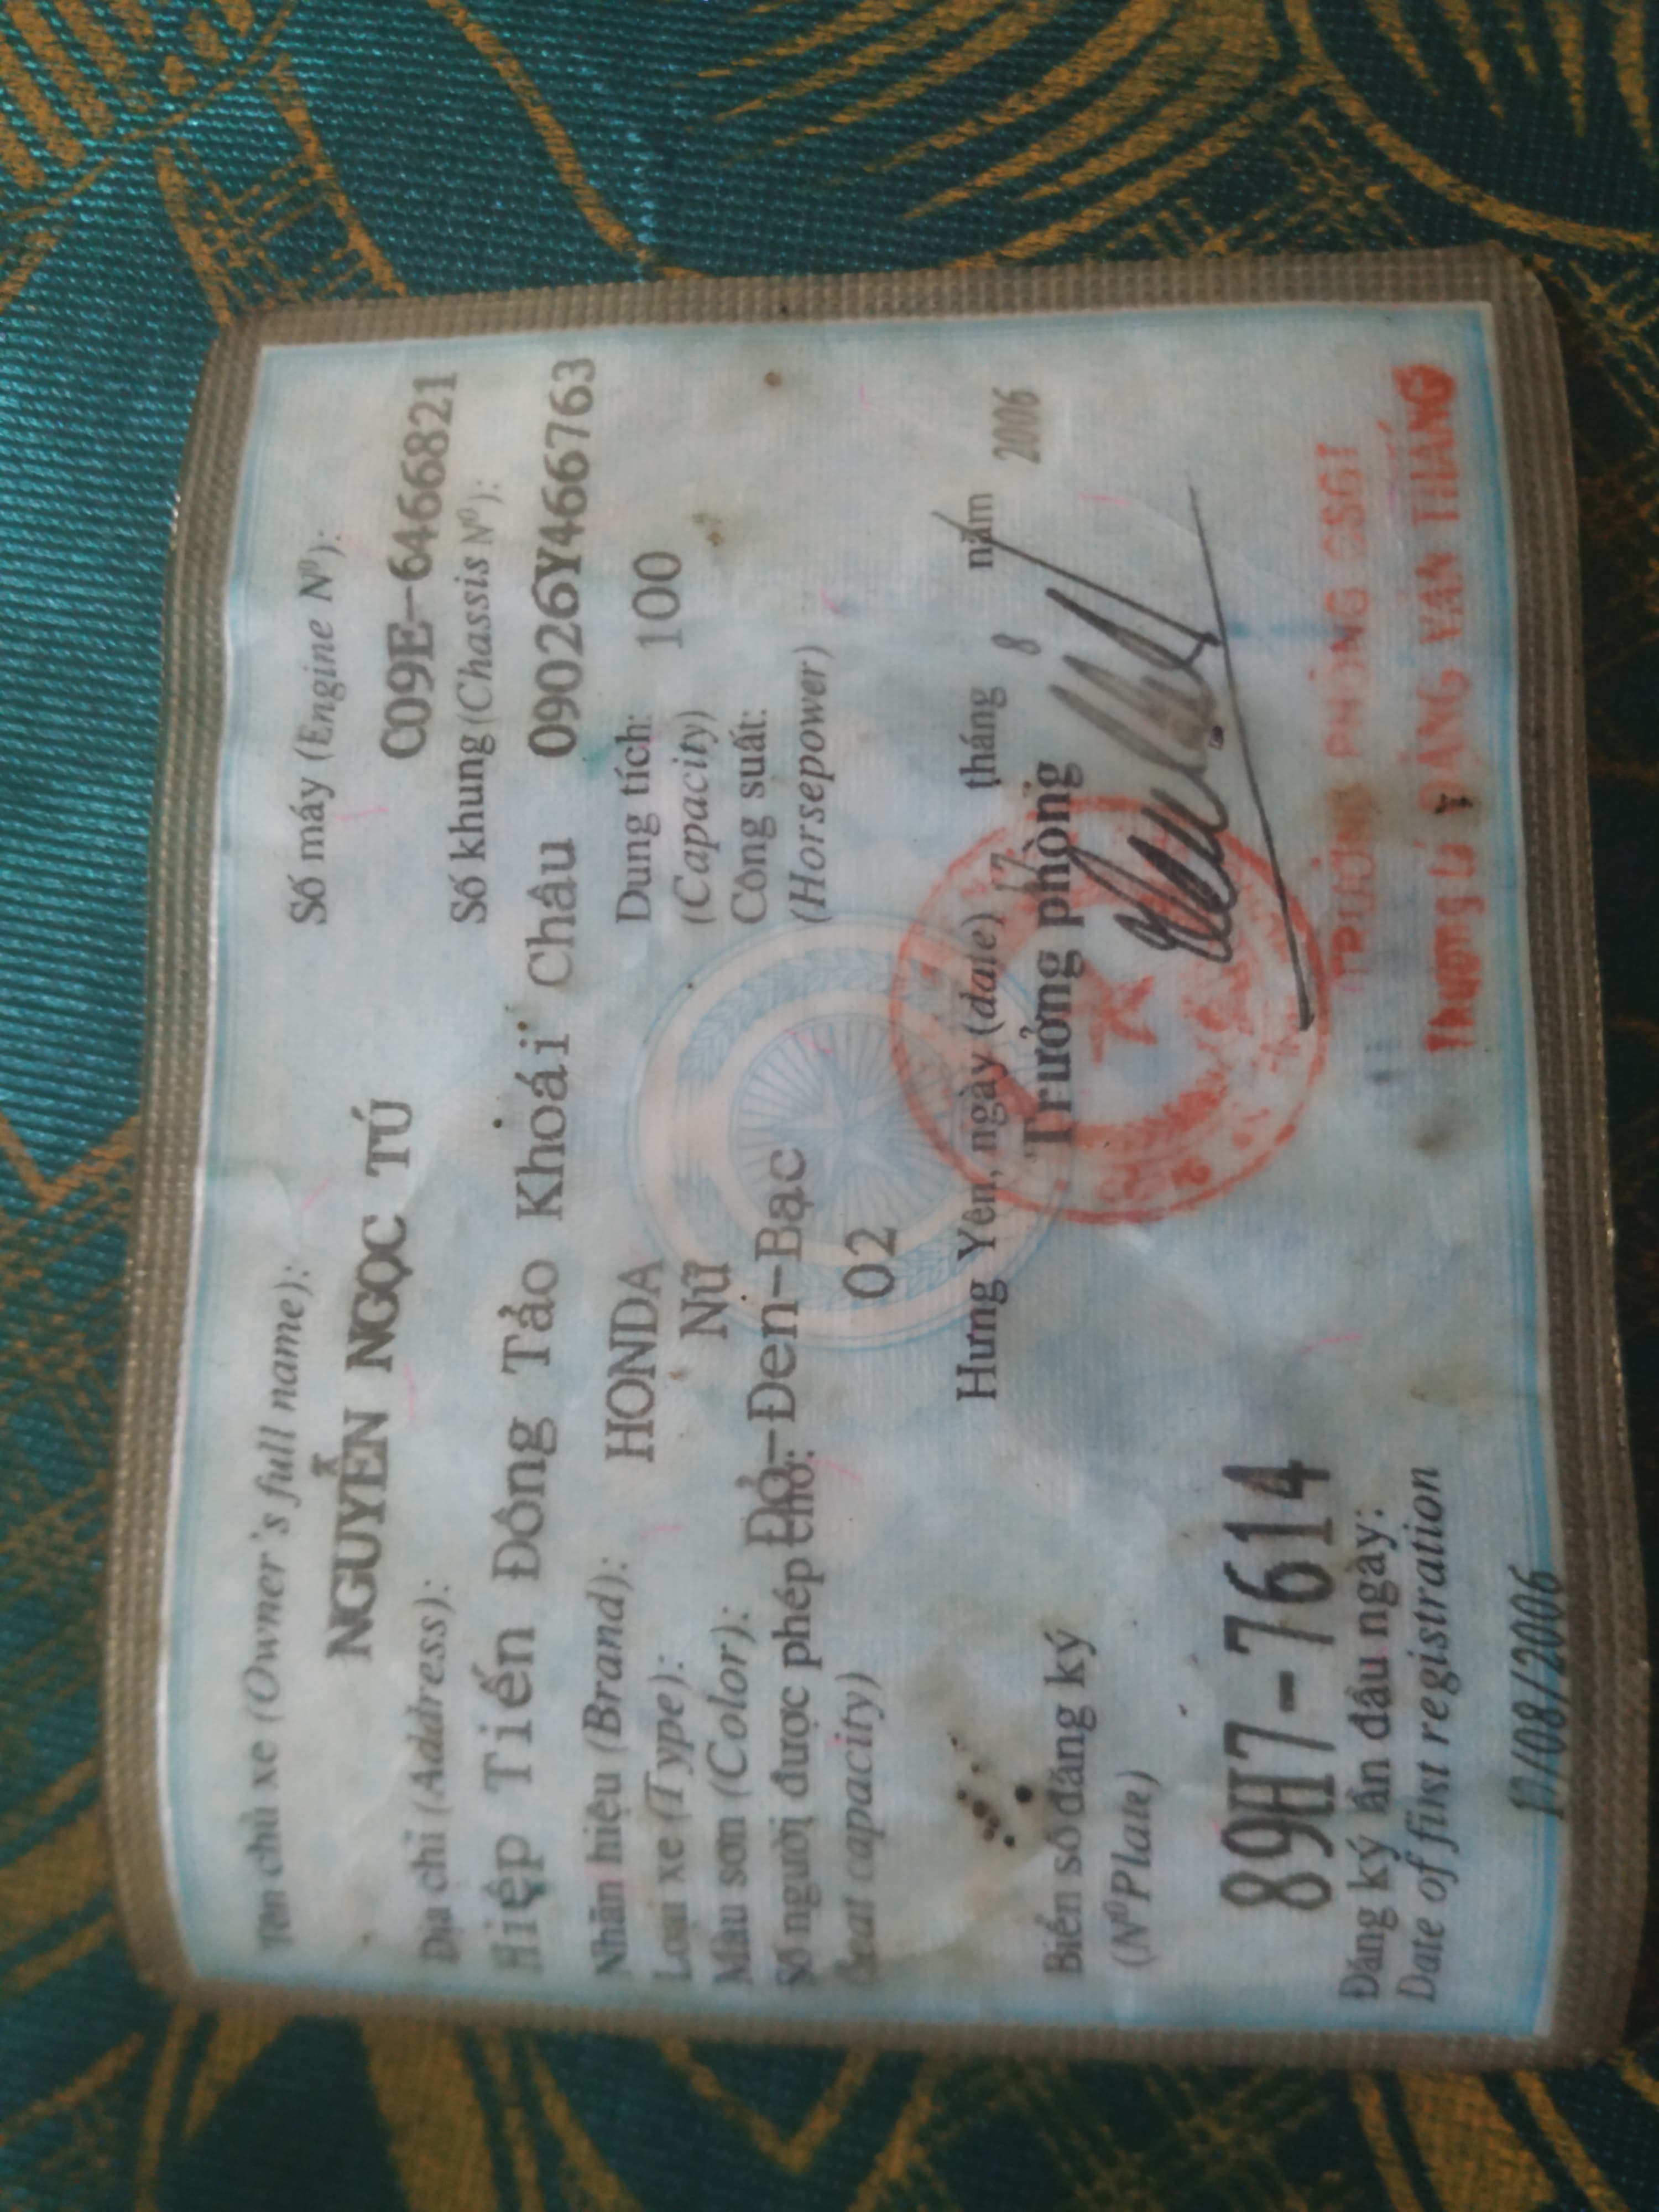 Tên chủ xe (Owner's full name):
NGUYỄN NGỌC TÚ
Số máy (Engine Nº):
C09E-6466821
Địa chỉ (Address):
Số khung (Chassis Nº):
Hiệp Tiến Đông Tảo Khoái Châu
09026Y466763
Nhãn hiệu (Brand): HONDA
Dung tích: 100
Loại xe (Type): Nữ
(Capacity)
Màu sơn (Color): Đỏ-Đen-Bạc
Công suất:
Số người được phép chở: 02
(Horsepower)
(Seat capacity)
Hưng Yên, ngày (date) 17 tháng 8 năm 2006
Trưởng phòng
Biển số đăng ký
(NºPlate)
89H7-7614
Đăng ký lần đầu ngày:
Date of first registration
17/08/2006
TRƯỞNG PHÒNG CSGT
Thượng tá ĐẶNG VĂN THẮNG